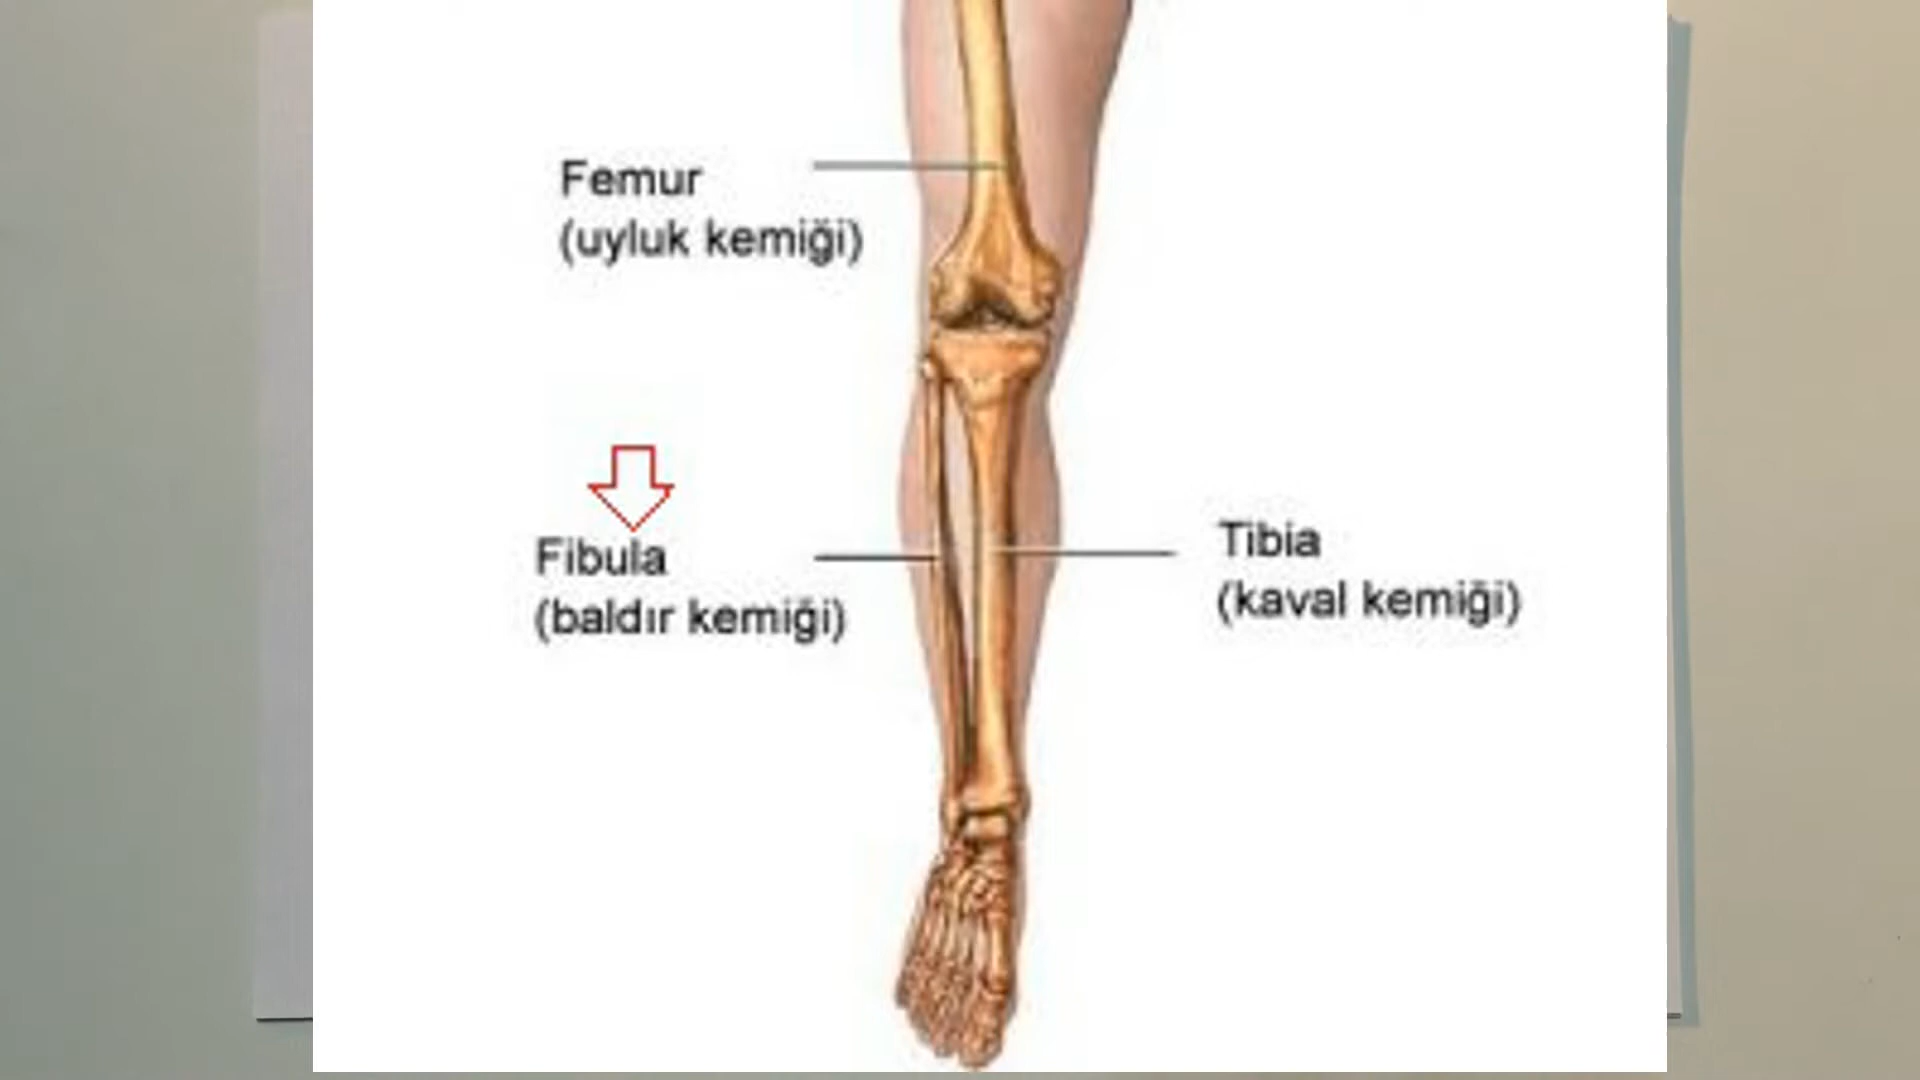 Femur
(uyluk kemiği)
Fibula
(baldır kemiği)
Tibia
(kaval kemiği)